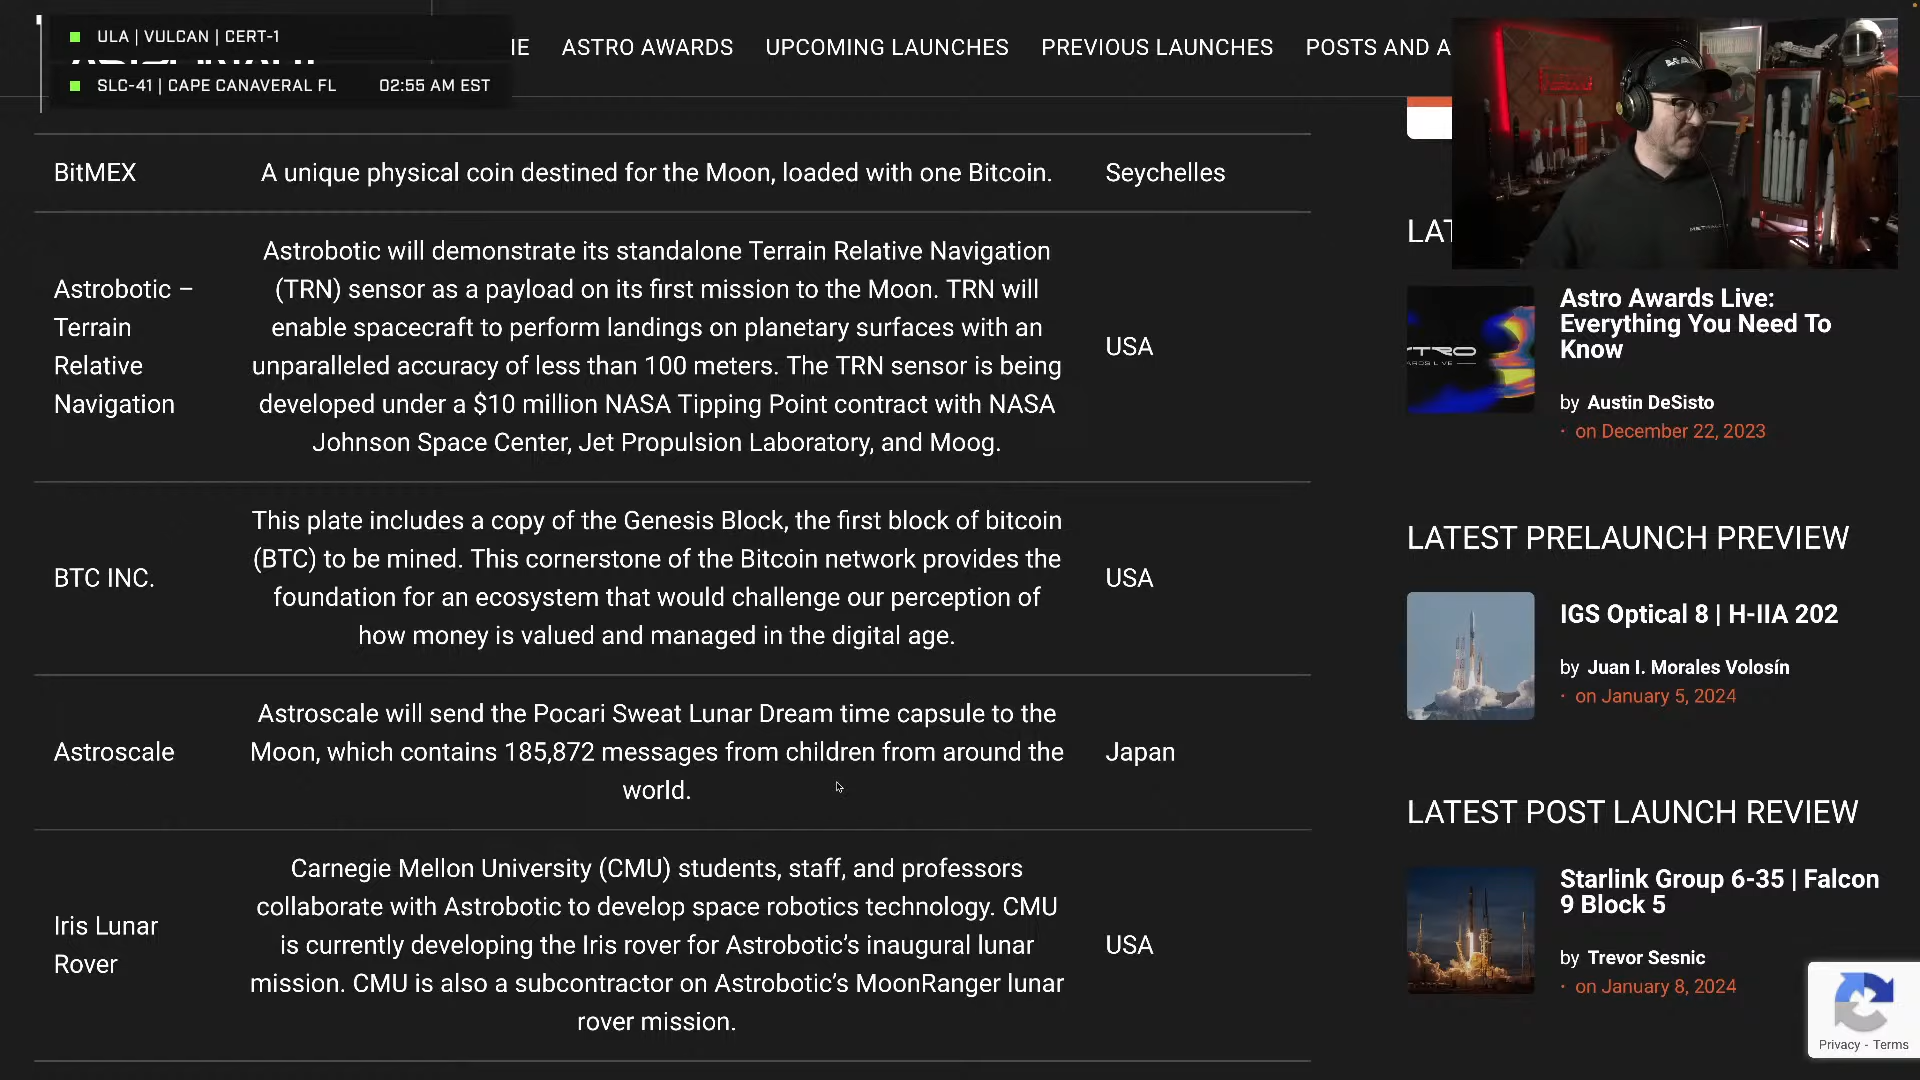 ULA | VULCAN | CERT-1
SLC-41 | CAPE CANAVERAL FL 02:55 AM EST
ASTRO AWARDS UPCOMING LAUNCHES PREVIOUS LAUNCHES POSTS AND
BitMEX
A unique physical coin destined for the Moon, loaded with one Bitcoin.
Seychelles
Astrobotic –
Terrain
Relative
Navigation
Astrobotic will demonstrate its standalone Terrain Relative Navigation
(TRN) sensor as a payload on its first mission to the Moon. TRN will
enable spacecraft to perform landings on planetary surfaces with an
unparalleled accuracy of less than 100 meters. The TRN sensor is being
developed under a $10 million NASA Tipping Point contract with NASA
Johnson Space Center, Jet Propulsion Laboratory, and Moog.
USA
BTC INC.
This plate includes a copy of the Genesis Block, the first block of bitcoin
(BTC) to be mined. This cornerstone of the Bitcoin network provides the
foundation for an ecosystem that would challenge our perception of
how money is valued and managed in the digital age.
USA
Astroscale
Astroscale will send the Pocari Sweat Lunar Dream time capsule to the
Moon, which contains 185,872 messages from children from around the
world.
Japan
Iris Lunar
Rover
Carnegie Mellon University (CMU) students, staff, and professors
collaborate with Astrobotic to develop space robotics technology. CMU
is currently developing the Iris rover for Astrobotic’s inaugural lunar
mission. CMU is also a subcontractor on Astrobotic’s MoonRanger lunar
rover mission.
USA
Astro Awards Live:
Everything You Need To
Know
by Austin DeSisto
· on December 22, 2023
LATEST PRELAUNCH PREVIEW
IGS Optical 8 | H-IIA 202
by Juan I. Morales Volosín
· on January 5, 2024
LATEST POST LAUNCH REVIEW
Starlink Group 6-35 | Falcon
9 Block 5
by Trevor Sesnic
· on January 8, 2024
Privacy - Terms